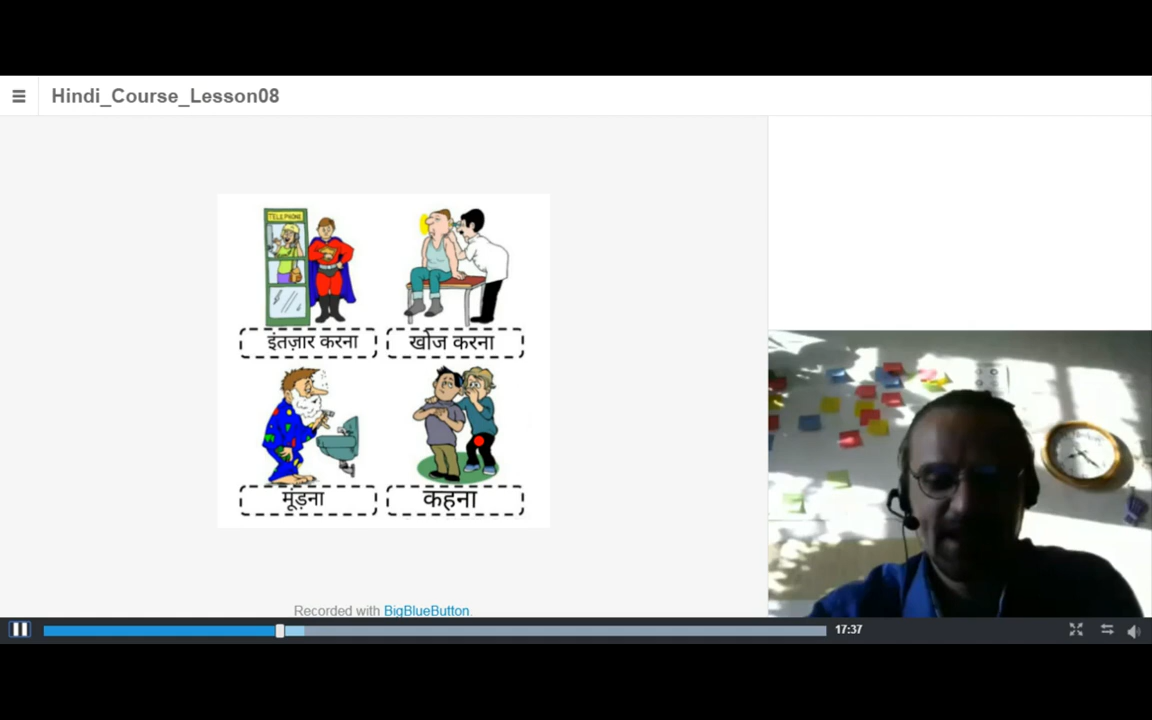 Hindi_Course_Lesson08
TELEPHONE
इंतज़ार करना
खोज करना
मूंड़ना
कहना
Recorded with BigBlueButton.
17:37